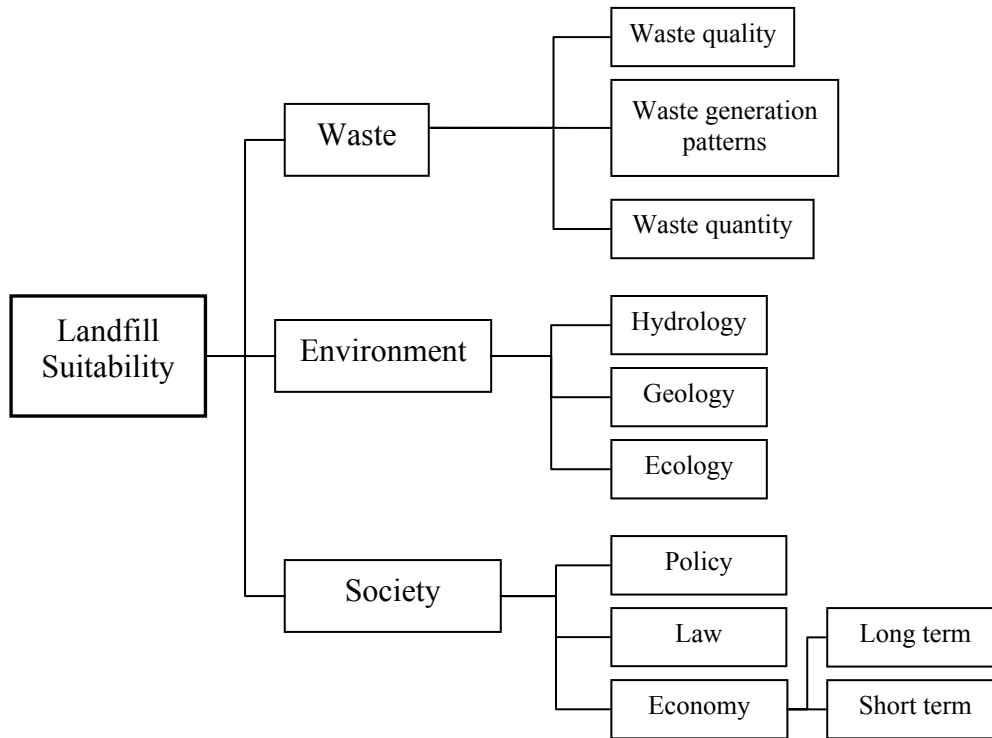 Landfill
Suitability
Waste
Waste quality
Waste generation
patterns
Waste quantity
Environment
Hydrology
Geology
Ecology
Society
Policy
Law
Economy
Long term
Short term